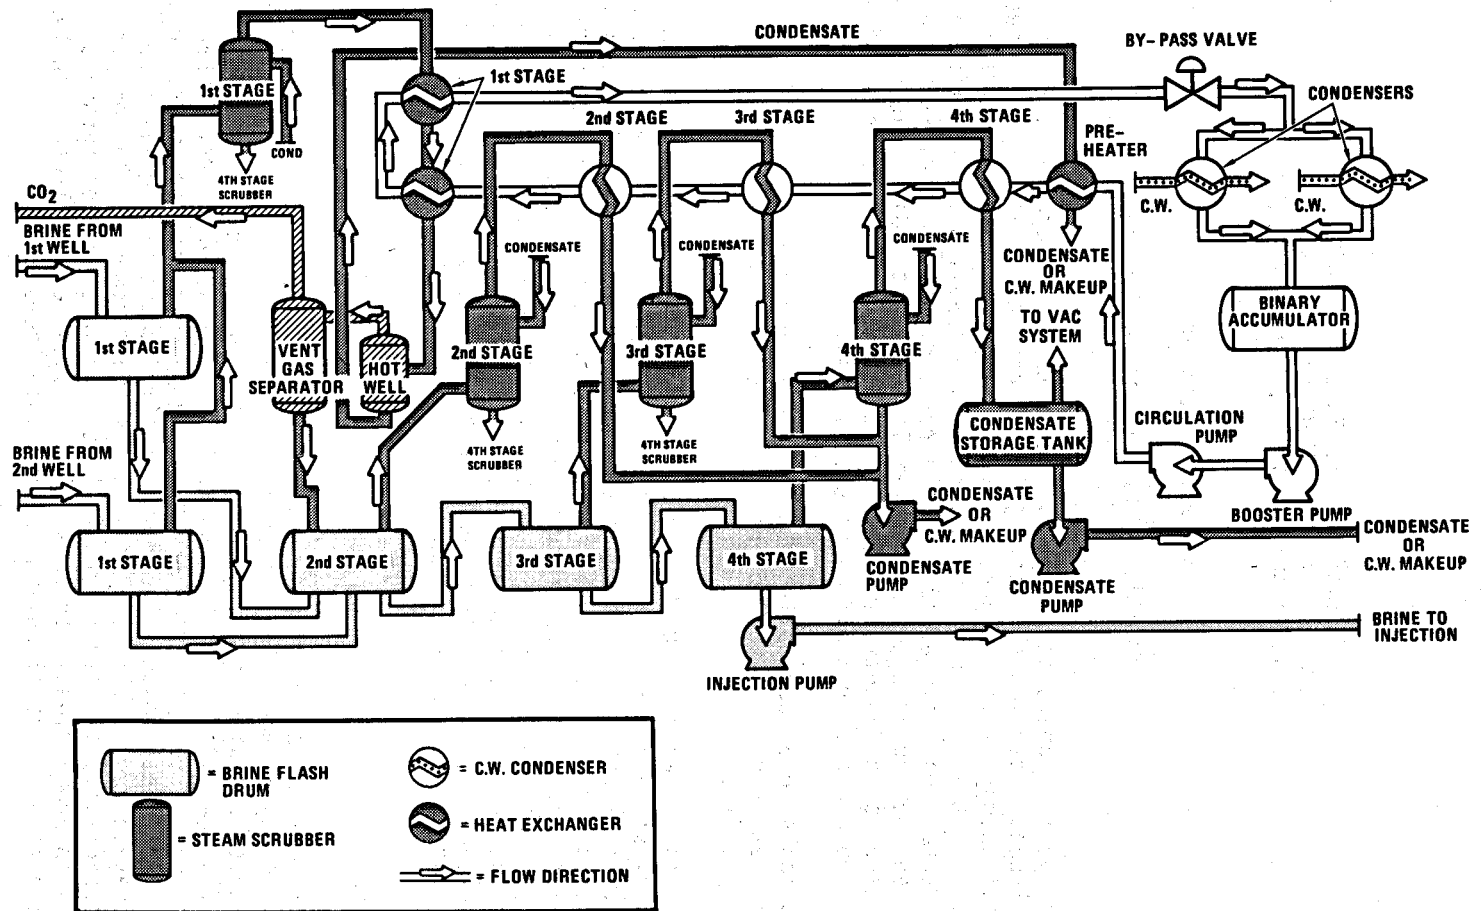 CONDENSATE
BY-PASS VALVE
1st STAGE
1st STAGE
2nd STAGE
3rd STAGE
4th STAGE
CONDENSERS
PRE-
HEATER
COND
4TH STAGE
SCRUBBER
CO2
BRINE FROM
1st WELL
C.W.
C.W.
CONDENSATE
CONDENSATE
CONDENSATE
CONDENSATE
OR
C.W. MAKEUP
TO VAC
SYSTEM
BINARY
ACCUMULATOR
1st STAGE
VENT
GAS
SEPARATOR
HOT
WELL
2nd STAGE
3rd STAGE
4th STAGE
4TH STAGE
SCRUBBER
4TH STAGE
SCRUBBER
CONDENSATE
STORAGE TANK
CIRCULATION
PUMP
BRINE FROM
2nd WELL
1st STAGE
2nd STAGE
3rd STAGE
4th STAGE
CONDENSATE
OR
C.W. MAKEUP
CONDENSATE
PUMP
CONDENSATE
PUMP
BOOSTER PUMP
CONDENSATE
OR
C.W. MAKEUP
BRINE TO
INJECTION
INJECTION PUMP
= BRINE FLASH
DRUM
= STEAM SCRUBBER
= C.W. CONDENSER
= HEAT EXCHANGER
= FLOW DIRECTION